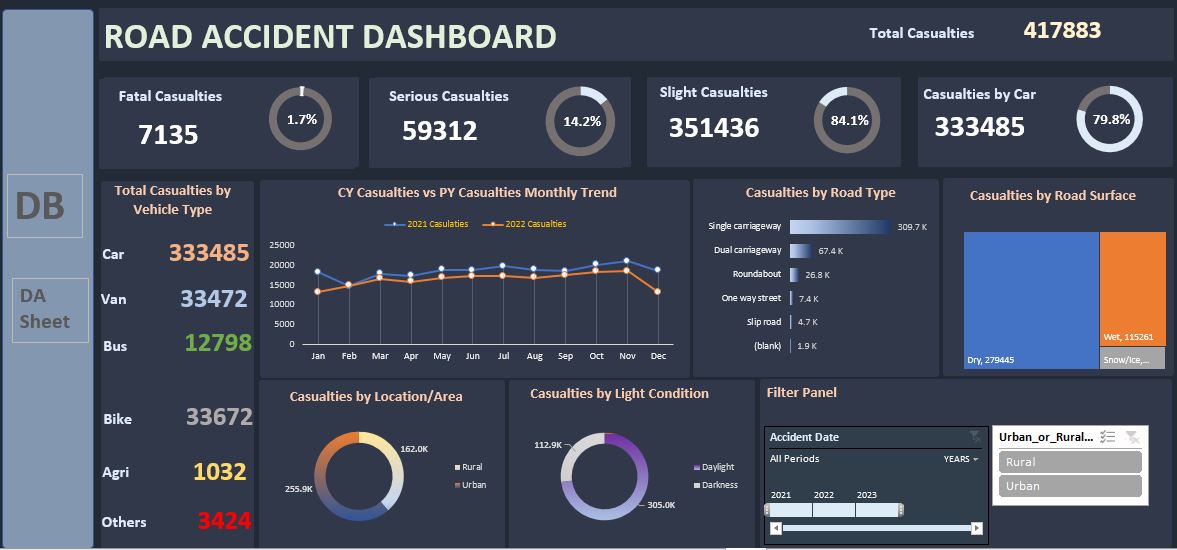 ROAD ACCIDENT DASHBOARD
Total Casualties
417883
Fatal Casualties
7135
1.7%
Serious Casualties
59312
14.2%
Slight Casualties
351436
84.1%
Casualties by Car
333485
79.8%
DB
DA
Sheet
Total Casualties by
Vehicle Type
Car 333485
Van 33472
Bus 12798
Bike 33672
Agri 1032
Others 3424
CY Casualties vs PY Casualties Monthly Trend
2021 Casulaties 2022 Casualties
25000
20000
15000
10000
5000
0
Jan Feb Mar Apr May Jun Jul Aug Sep Oct Nov Dec
Casualties by Road Type
Single carriageway 309.7 K
Dual carriageway 67.4 K
Roundabout 26.8 K
One way street 7.4 K
Slip road 4.7 K
(blank) 1.9 K
Casualties by Road Surface
Dry, 279445
Wet, 115261
Snow/Ice,...
Casualties by Location/Area
162.0K
255.9K
Rural
Urban
Casualties by Light Condition
112.9K
305.0K
Daylight
Darkness
Filter Panel
Accident Date
All Periods YEARS
2021 2022 2023
Urban_or_Rural...
Rural
Urban